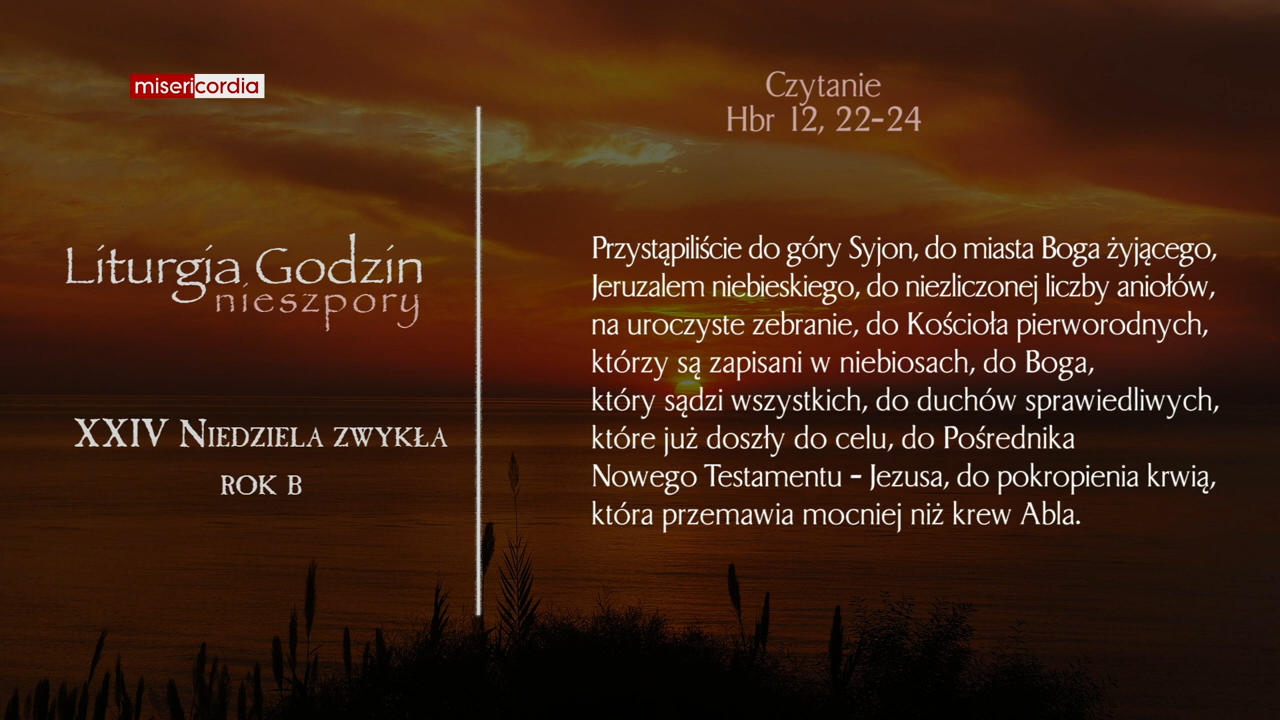 misericordia
Liturgia Godzin
nieszpory
XXIV NIEDZIELA ZWYKŁA
ROK B
Czytanie
Hbr 12, 22-24
Przystąpiliście do góry Syjon, do miasta Boga żyjącego,
Jeruzalem niebieskiego, do niezliczonej liczby aniołów,
na uroczyste zebranie, do Kościoła pierworodnych,
którzy są zapisani w niebiosach, do Boga,
który sądzi wszystkich, do duchów sprawiedliwych,
które już doszły do celu, do Pośrednika
Nowego Testamentu - Jezusa, do pokropienia krwią,
która przemawia mocniej niż krew Abla.